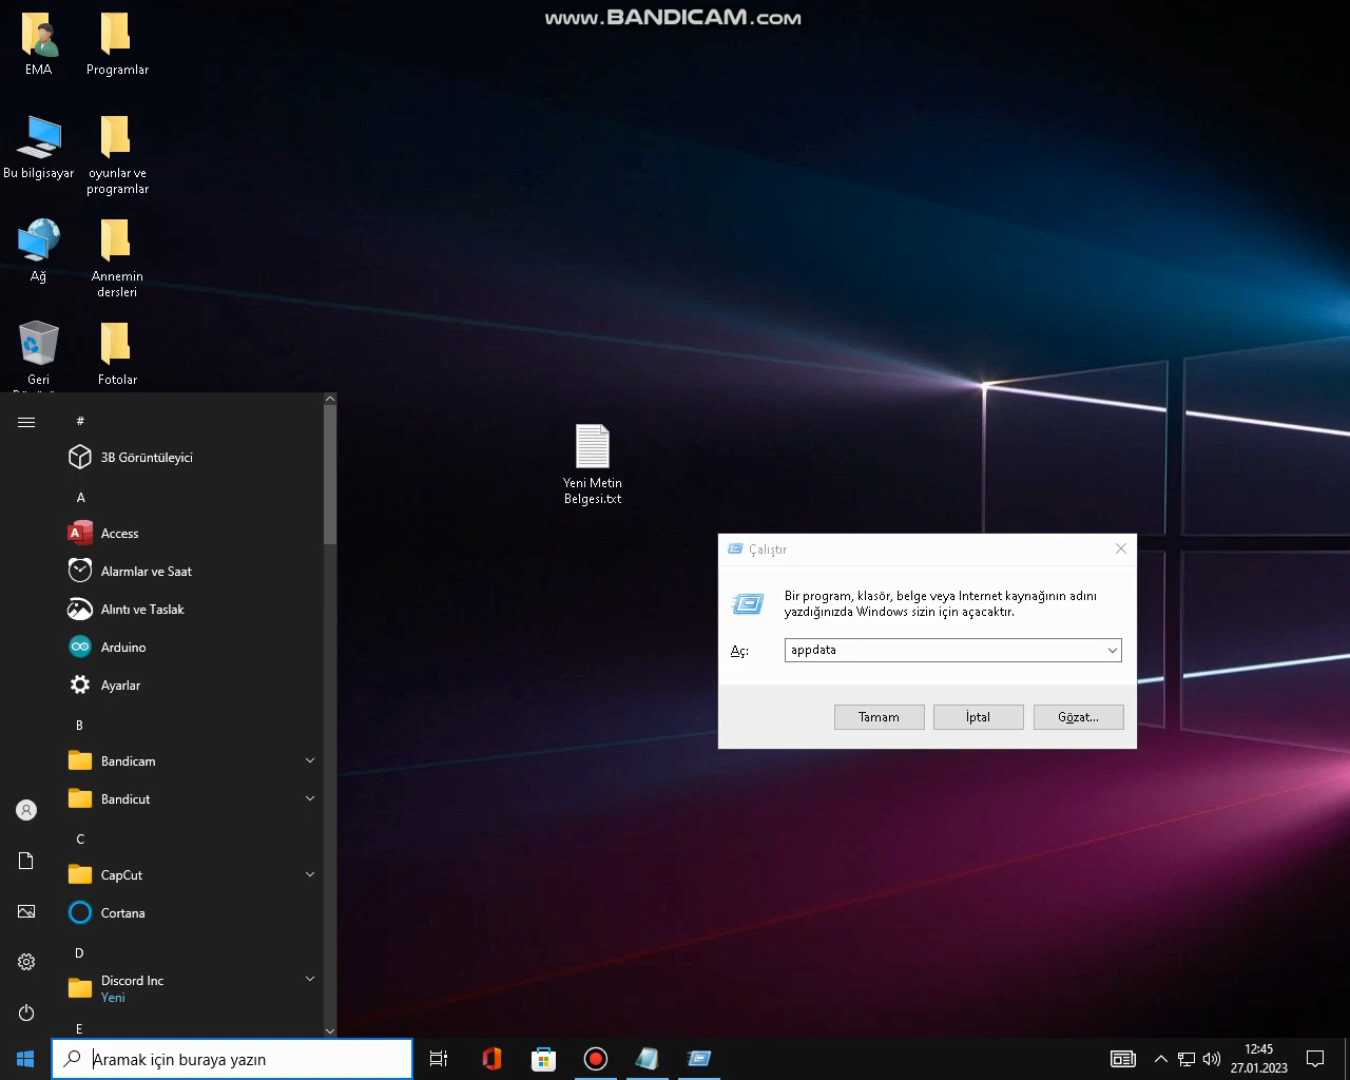 www.BANDICAM.com
EMA
Programlar
Bu bilgisayar
oyunlar ve
programlar
Ağ
Annemin
dersleri
Geri
Fotolar
#
3B Görüntüleyici
A
Access
Alarmlar ve Saat
Alıntı ve Taslak
Arduino
Ayarlar
B
Bandicam
Bandicut
C
CapCut
Cortana
D
Discord Inc
Yeni
E
Yeni Metin
Belgesi.txt
Çalıştır
Bir program, klasör, belge veya Internet kaynağının adını
yazdığınızda Windows sizin için açacaktır.
Aç:
appdata
Tamam
İptal
Gözat...
Aramak için buraya yazın
12:45
27.01.2023